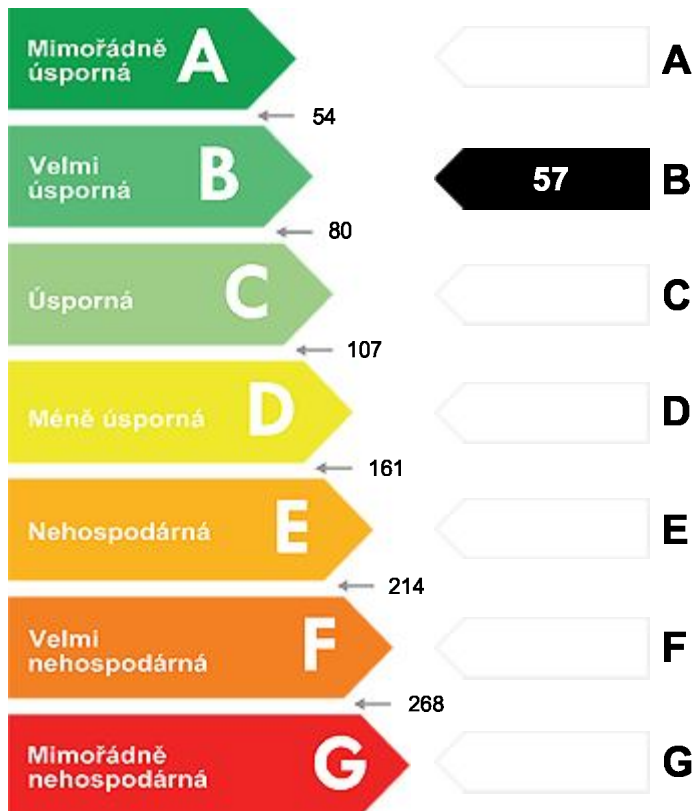 Mimořádně
úsporná
A
A
54
Velmi
úsporná
B
57
B
80
Úsporná
C
C
107
Méně úsporná
D
D
161
Nehospodárná
E
E
214
Velmi
nehospodárná
F
F
268
Mimořádně
nehospodárná
G
G